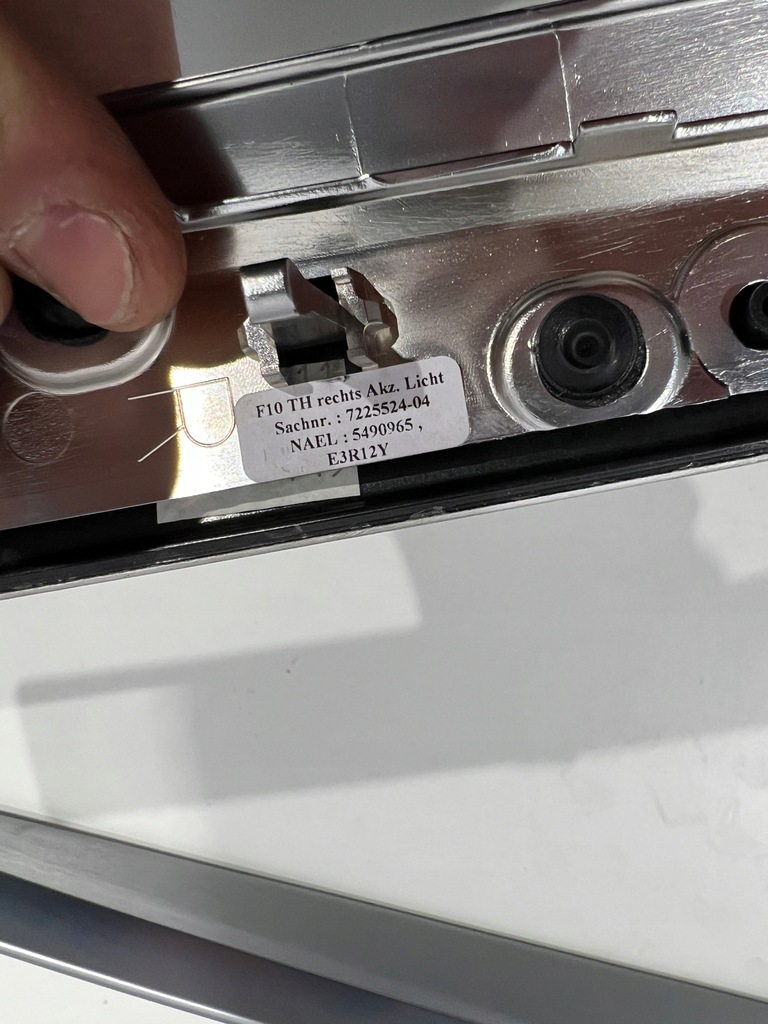 F10 TH rechts Akz. Licht
Sachnr. : 7225524-04
NAEL : 5490965 ,
E3R12Y